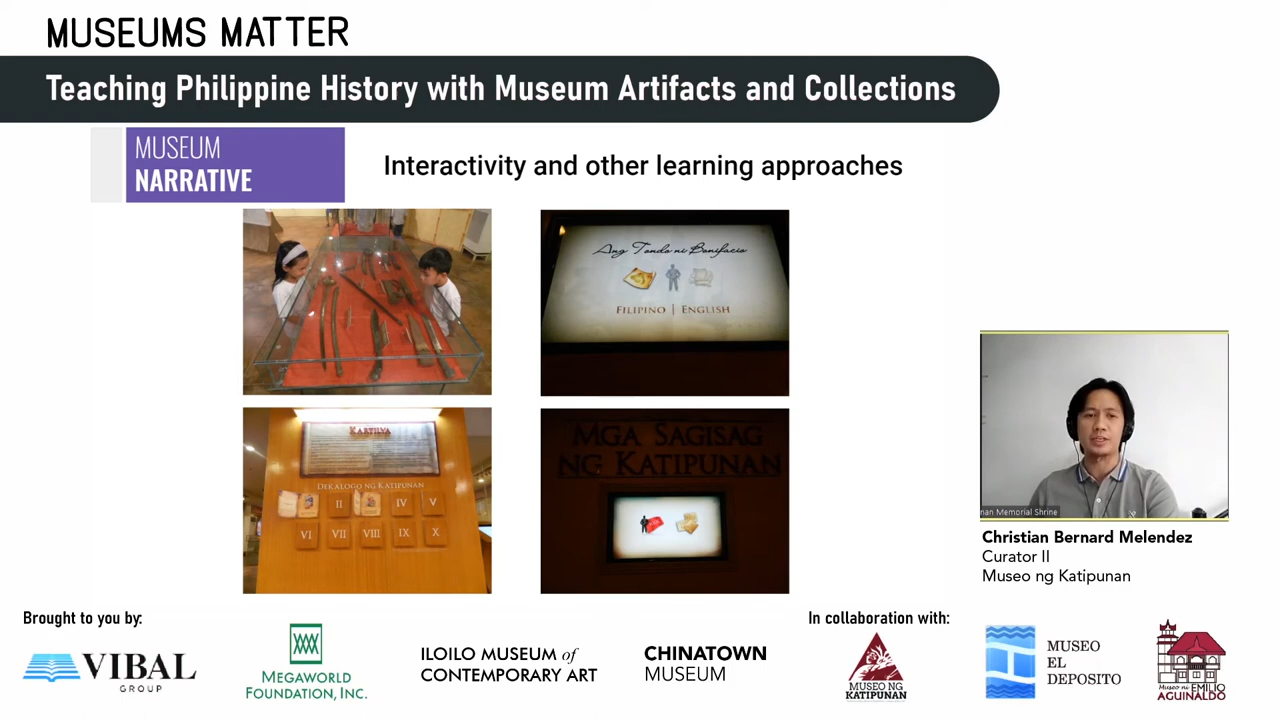 MUSEUMS MATTER
Teaching Philippine History with Museum Artifacts and Collections
MUSEUM
NARRATIVE
Interactivity and other learning approaches
Ang Tondo ni Bonifacio
FILIPINO | ENGLISH
KARTILYA
DEKALOGO NG KATIPUNAN
II IV V
VI VII VIII IX X
MGA SAGISAG
NG KATIPUNAN
nan Memorial Shrine
Christian Bernard Melendez
Curator II
Museo ng Katipunan
Brought to you by:
VIBAL
GROUP
MEGAWORLD
FOUNDATION, INC.
ILOILO MUSEUM of
CONTEMPORARY ART
CHINATOWN
MUSEUM
In collaboration with:
MUSEO NG
KATIPUNAN
MUSEO
EL
DEPOSITO
Museo ni EMILIO
AGUINALDO